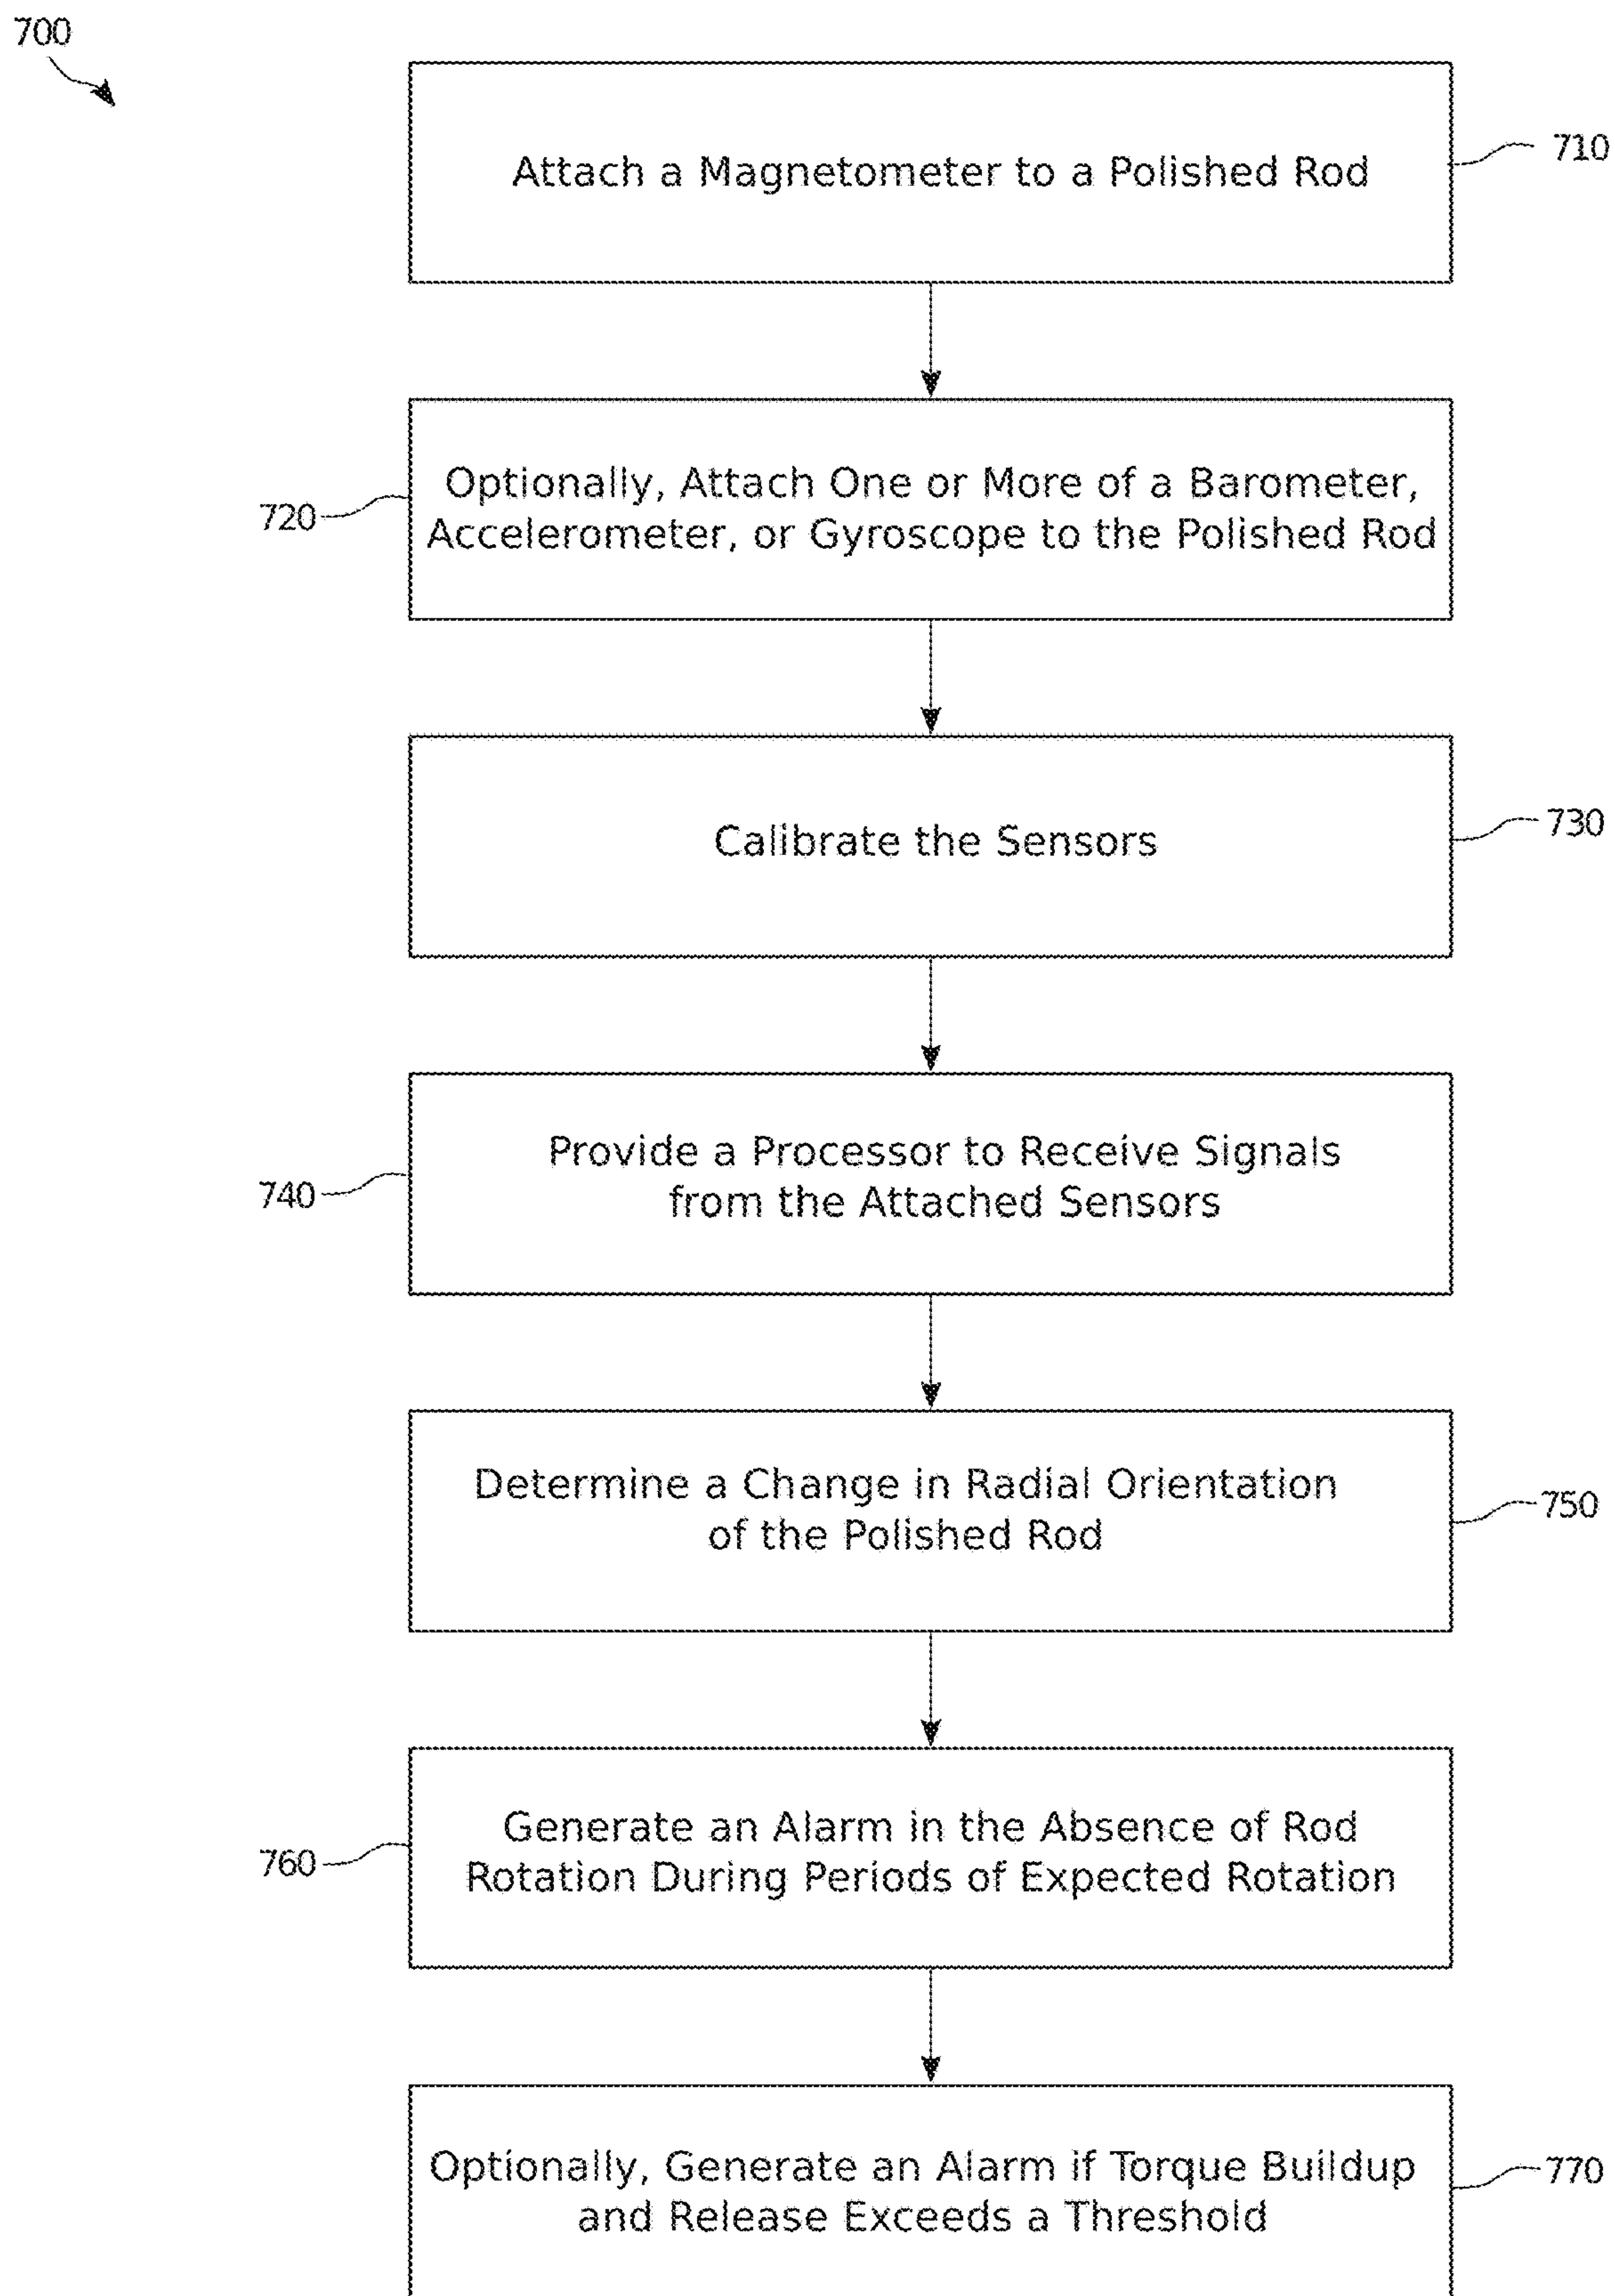 700
Attach a Magnetometer to a Polished Rod
710
Optionally, Attach One or More of a Barometer,
Accelerometer, or Gyroscope to the Polished Rod
720
Calibrate the Sensors
730
Provide a Processor to Receive Signals
from the Attached Sensors
740
Determine a Change in Radial Orientation
of the Polished Rod
750
Generate an Alarm in the Absence of Rod
Rotation During Periods of Expected Rotation
760
Optionally, Generate an Alarm if Torque Buildup
and Release Exceeds a Threshold
770